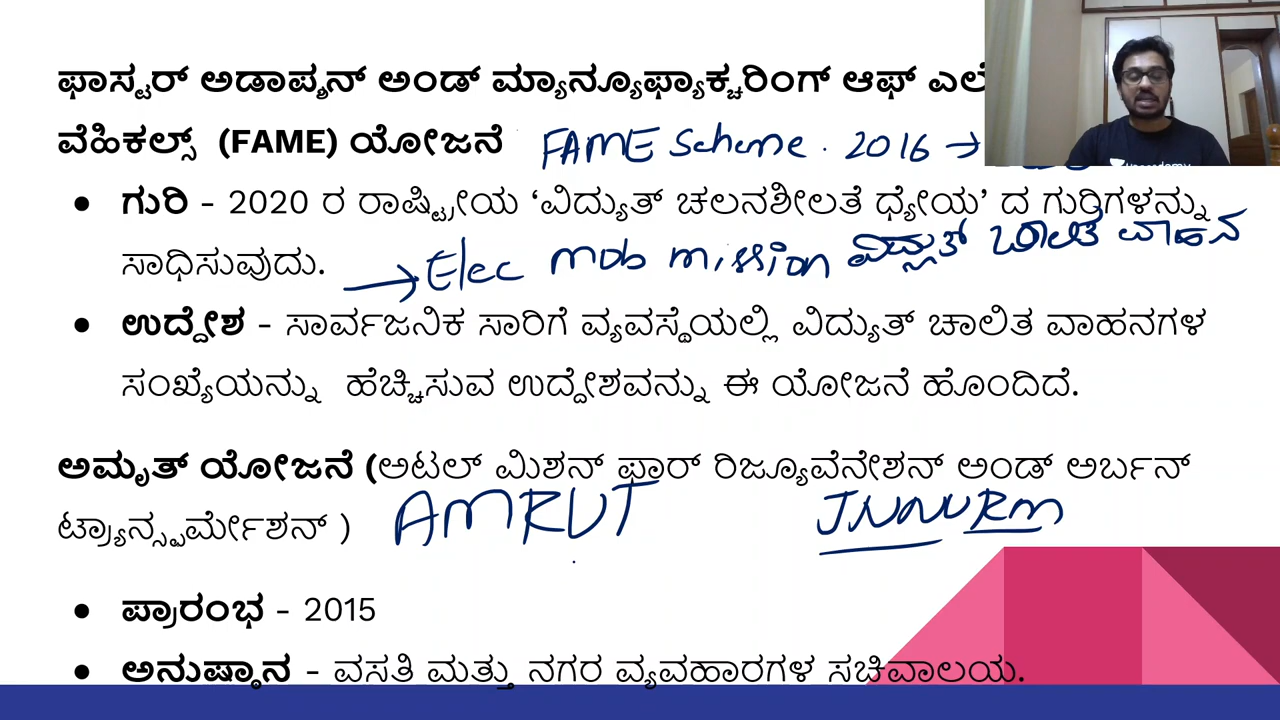 ಫಾಸ್ಟರ್ ಅಡಾಪ್ಶನ್ ಅಂಡ್ ಮ್ಯಾನ್ಯೂಫ್ಯಾಕ್ಚರಿಂಗ್ ಆಫ್
ವೆಹಿಕಲ್ಸ್ (FAME) ಯೋಜನೆ FAME Scheme. 2016 →
● ಗುರಿ - 2020 ರ ರಾಷ್ಟ್ರೀಯ ‘ವಿದ್ಯುತ್ ಚಲನಶೀಲತೆ ಧ್ಯೇಯ’ ದ ಗುರಿಗಳನ್ನು
ಸಾಧಿಸುವುದು. → Elec mob mission ವಿದ್ಯುತ್ ಚಾಲಿತ ವಾಹನ
● ಉದ್ದೇಶ - ಸಾರ್ವಜನಿಕ ಸಾರಿಗೆ ವ್ಯವಸ್ಥೆಯಲ್ಲಿ ವಿದ್ಯುತ್ ಚಾಲಿತ ವಾಹನಗಳ
ಸಂಖ್ಯೆಯನ್ನು ಹೆಚ್ಚಿಸುವ ಉದ್ದೇಶವನ್ನು ಈ ಯೋಜನೆ ಹೊಂದಿದೆ.
ಅಮೃತ್ ಯೋಜನೆ (ಅಟಲ್ ಮಿಶನ್ ಫಾರ್ ರಿಜ್ಯೂವೆನೇಶನ್ ಅಂಡ್ ಅರ್ಬನ್
ಟ್ರ್ಯಾನ್ಸ್ಫರ್ಮೇಶನ್ ) AMRUT JNNURM
● ಪ್ರಾರಂಭ - 2015
● ಅನುಷ್ಠಾನ - ವಸತಿ ಮತ್ತು ನಗರ ವ್ಯವಹಾರಗಳ ಸಚಿವಾಲಯ.